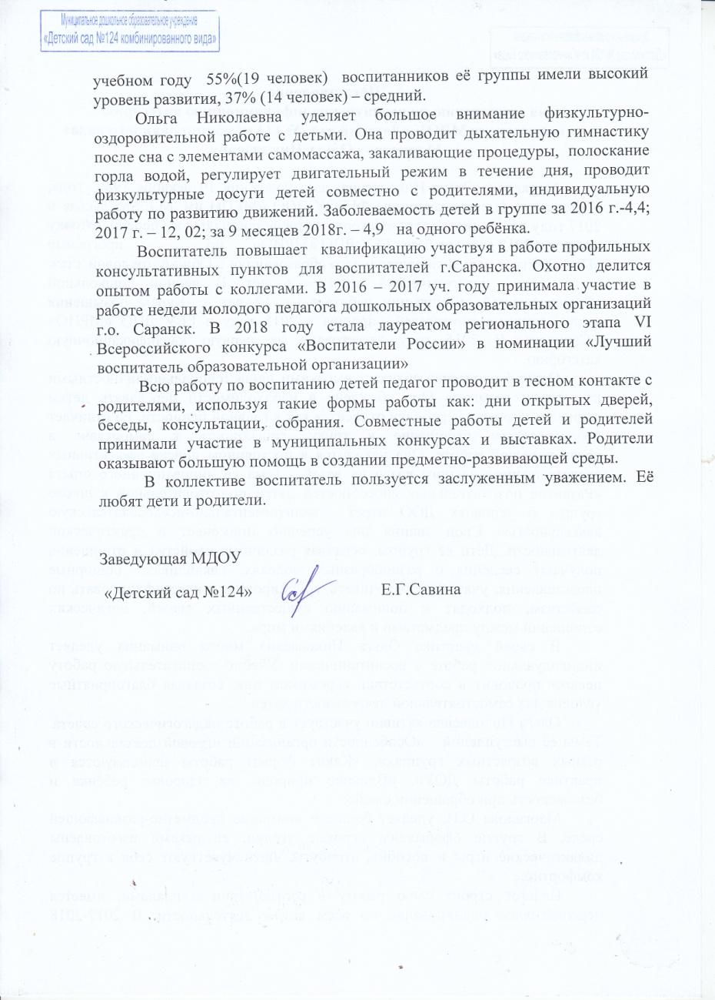 Муниципальное дошкольное образовательное учреждение
«Детский сад №124 комбинированного вида»
учебном году 55%(19 человек) воспитанников её группы имели высокий
уровень развития, 37% (14 человек) – средний.
Ольга Николаевна уделяет большое внимание физкультурно-
оздоровительной работе с детьми. Она проводит дыхательную гимнастику
после сна с элементами самомассажа, закаливающие процедуры, полоскание
горла водой, регулирует двигательный режим в течение дня, проводит
физкультурные досуги детей совместно с родителями, индивидуальную
работу по развитию движений. Заболеваемость детей в группе за 2016 г.-4,4;
2017 г. – 12, 02; за 9 месяцев 2018г. – 4,9 на одного ребёнка.
Воспитатель повышает квалификацию участвуя в работе профильных
консультативных пунктов для воспитателей г.Саранска. Охотно делится
опытом работы с коллегами. В 2016 – 2017 уч. году принимала участие в
работе недели молодого педагога дошкольных образовательных организаций
г.о. Саранск. В 2018 году стала лауреатом регионального этапа VI
Всероссийского конкурса «Воспитатели России» в номинации «Лучший
воспитатель образовательной организации»
Всю работу по воспитанию детей педагог проводит в тесном контакте с
родителями, используя такие формы работы как: дни открытых дверей,
беседы, консультации, собрания. Совместные работы детей и родителей
принимали участие в муниципальных конкурсах и выставках. Родители
оказывают большую помощь в создании предметно-развивающей среды.
В коллективе воспитатель пользуется заслуженным уважением. Её
любят дети и родители.
Заведующая МДОУ
«Детский сад №124» Е.Г.Савина